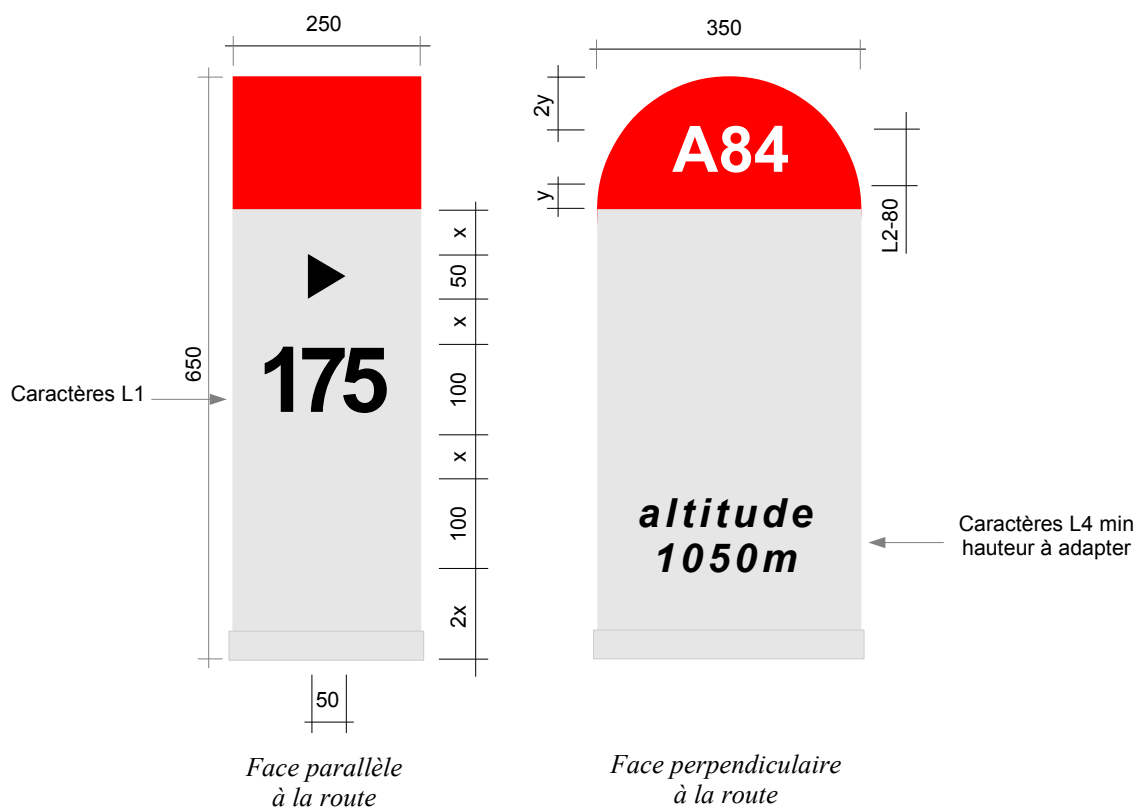 250
350
2y
A84
y
L2-80
x
50
x
650
175
100
Caractères L1
x
100
altitude
1050m
Caractères L4 min
hauteur à adapter
2x
50
Face parallèle
à la route
Face perpendiculaire
à la route